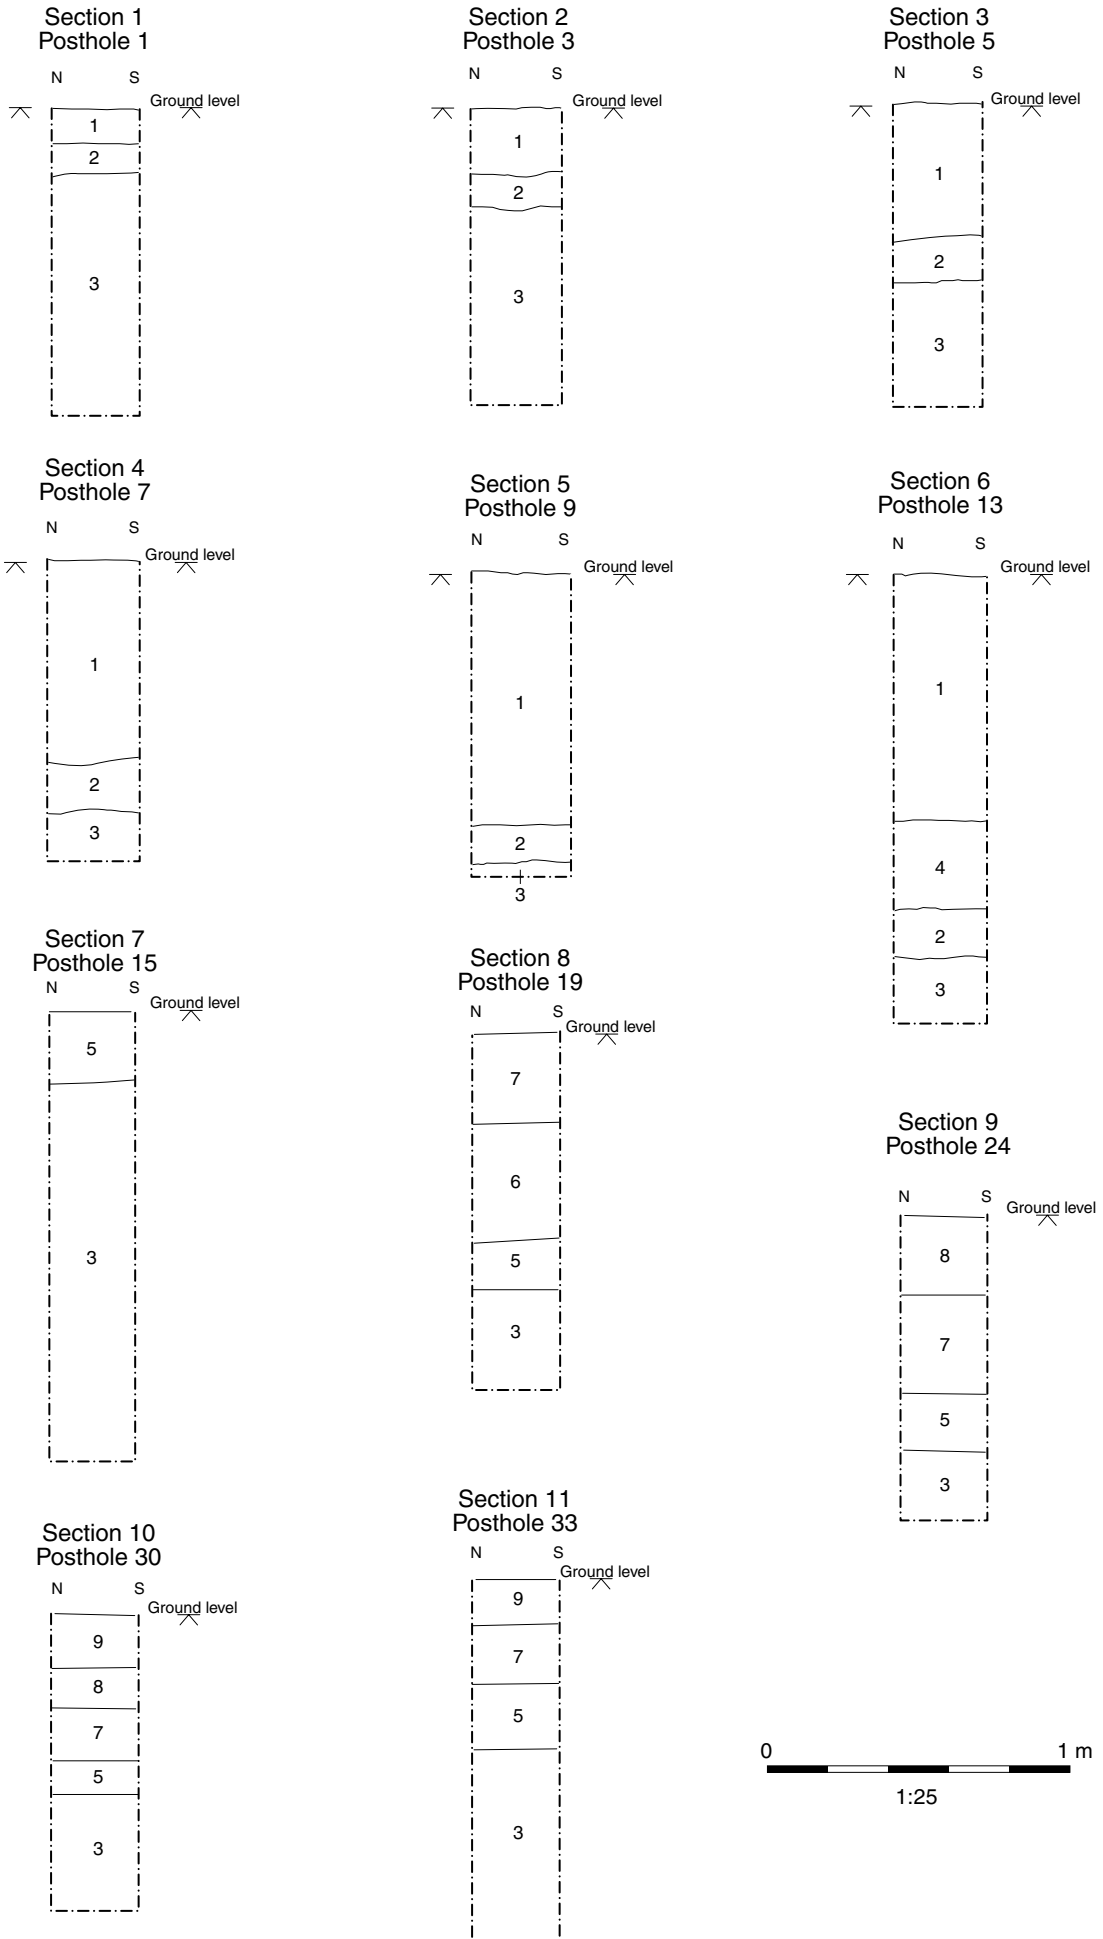 Section 1
Posthole 1
N S
Ground level
1
2
3
Section 2
Posthole 3
N S
Ground level
1
2
3
Section 3
Posthole 5
N S
Ground level
1
2
3
Section 4
Posthole 7
N S
Ground level
1
2
3
Section 5
Posthole 9
N S
Ground level
1
2
3
Section 6
Posthole 13
N S
Ground level
1
4
2
3
Section 7
Posthole 15
N S
Ground level
5
3
Section 8
Posthole 19
N S
Ground level
7
6
5
3
Section 9
Posthole 24
N S
Ground level
8
7
5
3
Section 10
Posthole 30
N S
Ground level
9
8
7
5
3
Section 11
Posthole 33
N S
Ground level
9
7
5
3
0 1 m
1:25